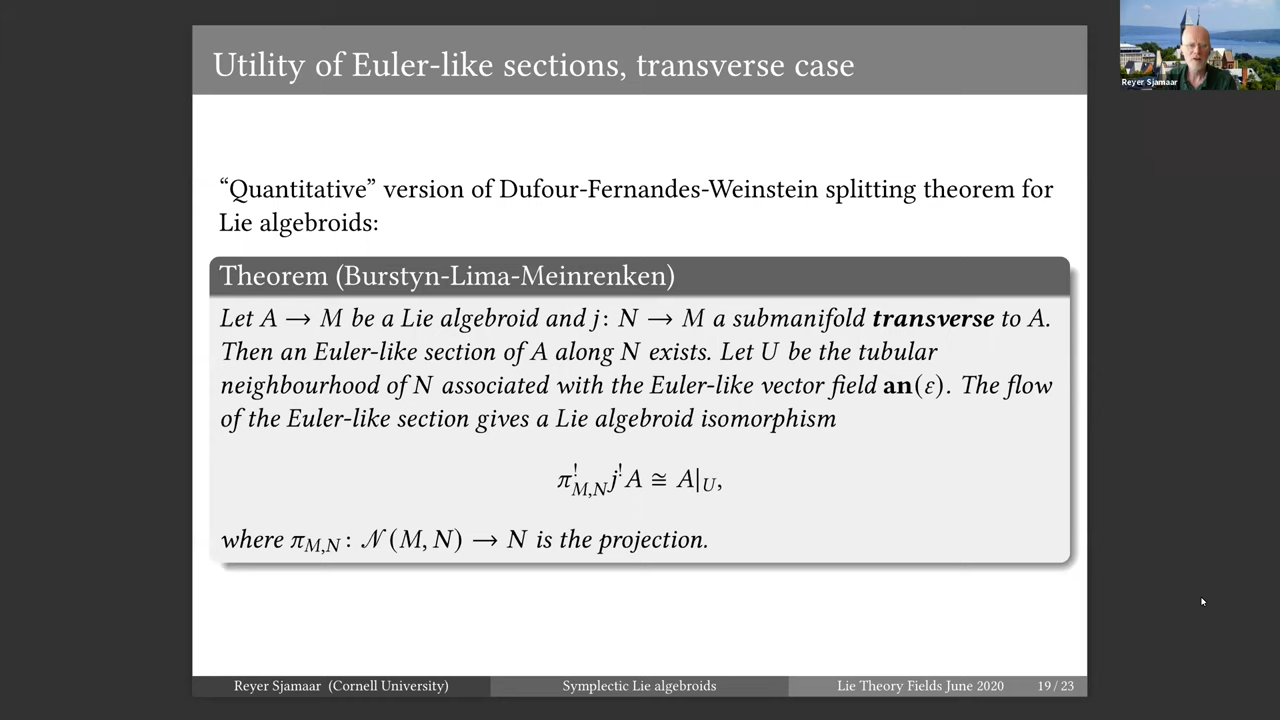 Utility of Euler-like sections, transverse case
Reyer Sjamaar
“Quantitative” version of Dufour-Fernandes-Weinstein splitting theorem for
Lie algebroids:
Theorem (Burstyn-Lima-Meinrenken)
Let A → M be a Lie algebroid and j: N → M a submanifold transverse to A.
Then an Euler-like section of A along N exists. Let U be the tubular
neighbourhood of N associated with the Euler-like vector field an(ε). The flow
of the Euler-like section gives a Lie algebroid isomorphism
π^!_{M,N} j^! A ≅ A|_U,
where π_{M,N}: 𝒩(M, N) → N is the projection.
Reyer Sjamaar (Cornell University) Symplectic Lie algebroids Lie Theory Fields June 2020 19 / 23